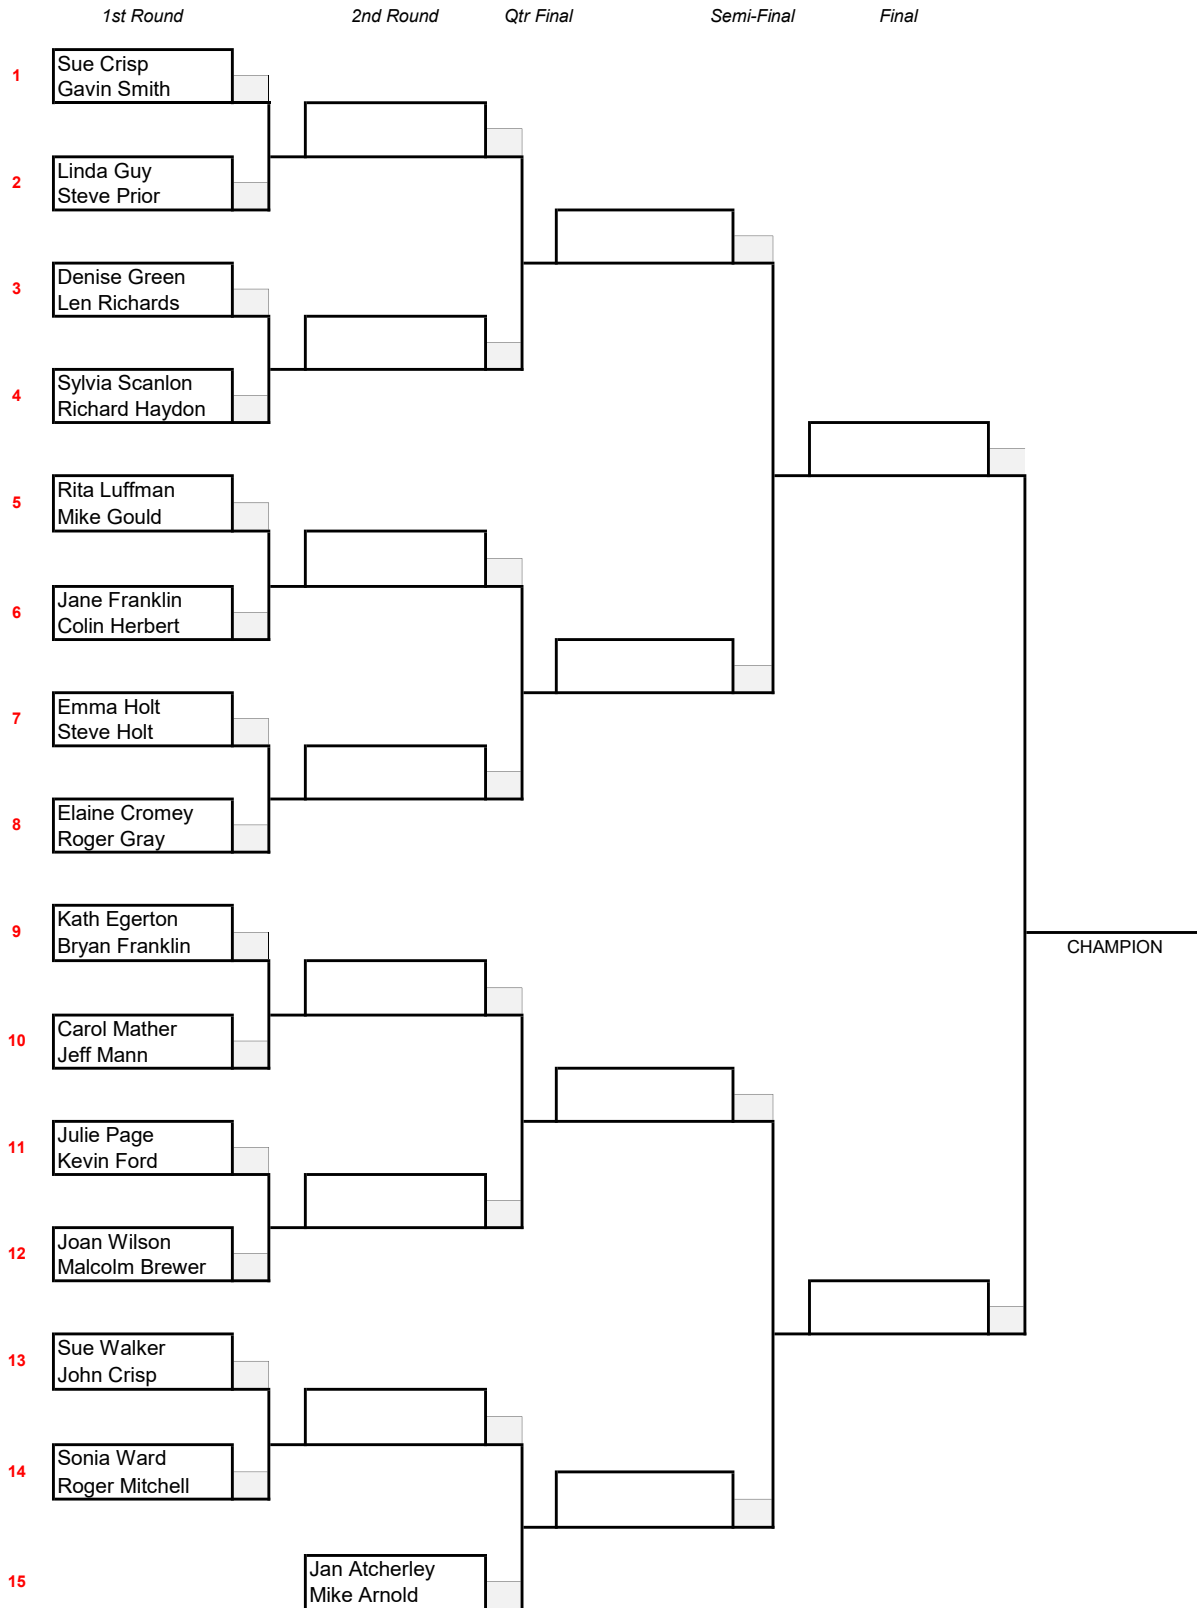 1st Round 2nd Round Qtr Final Semi-Final Final
1
Sue Crisp
Gavin Smith
2
Linda Guy
Steve Prior
3
Denise Green
Len Richards
4
Sylvia Scanlon
Richard Haydon
5
Rita Luffman
Mike Gould
6
Jane Franklin
Colin Herbert
7
Emma Holt
Steve Holt
8
Elaine Cromey
Roger Gray
9
Kath Egerton
Bryan Franklin
CHAMPION
10
Carol Mather
Jeff Mann
11
Julie Page
Kevin Ford
12
Joan Wilson
Malcolm Brewer
13
Sue Walker
John Crisp
14
Sonia Ward
Roger Mitchell
15
Jan Atcherley
Mike Arnold